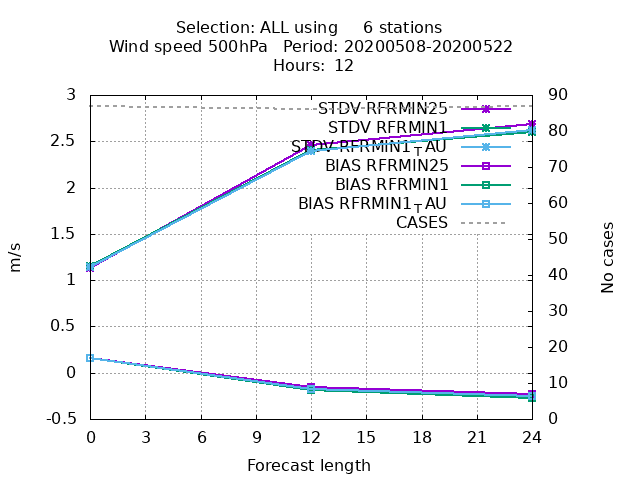 Selection: ALL using     6 stations
Wind speed 500hPa   Period: 20200508-20200522
Hours: 12
3
2.5
2
1.5
1
0.5
0
-0.5
90
80
70
60
50
40
30
20
10
0
STDV RFRMIN25
STDV RFRMIN1
STDV RFRMIN1TAU
BIAS RFRMIN25
BIAS RFRMIN1
BIAS RFRMIN1TAU
CASES
m/s
No cases
0 3 6 9 12 15 18 21 24
Forecast length